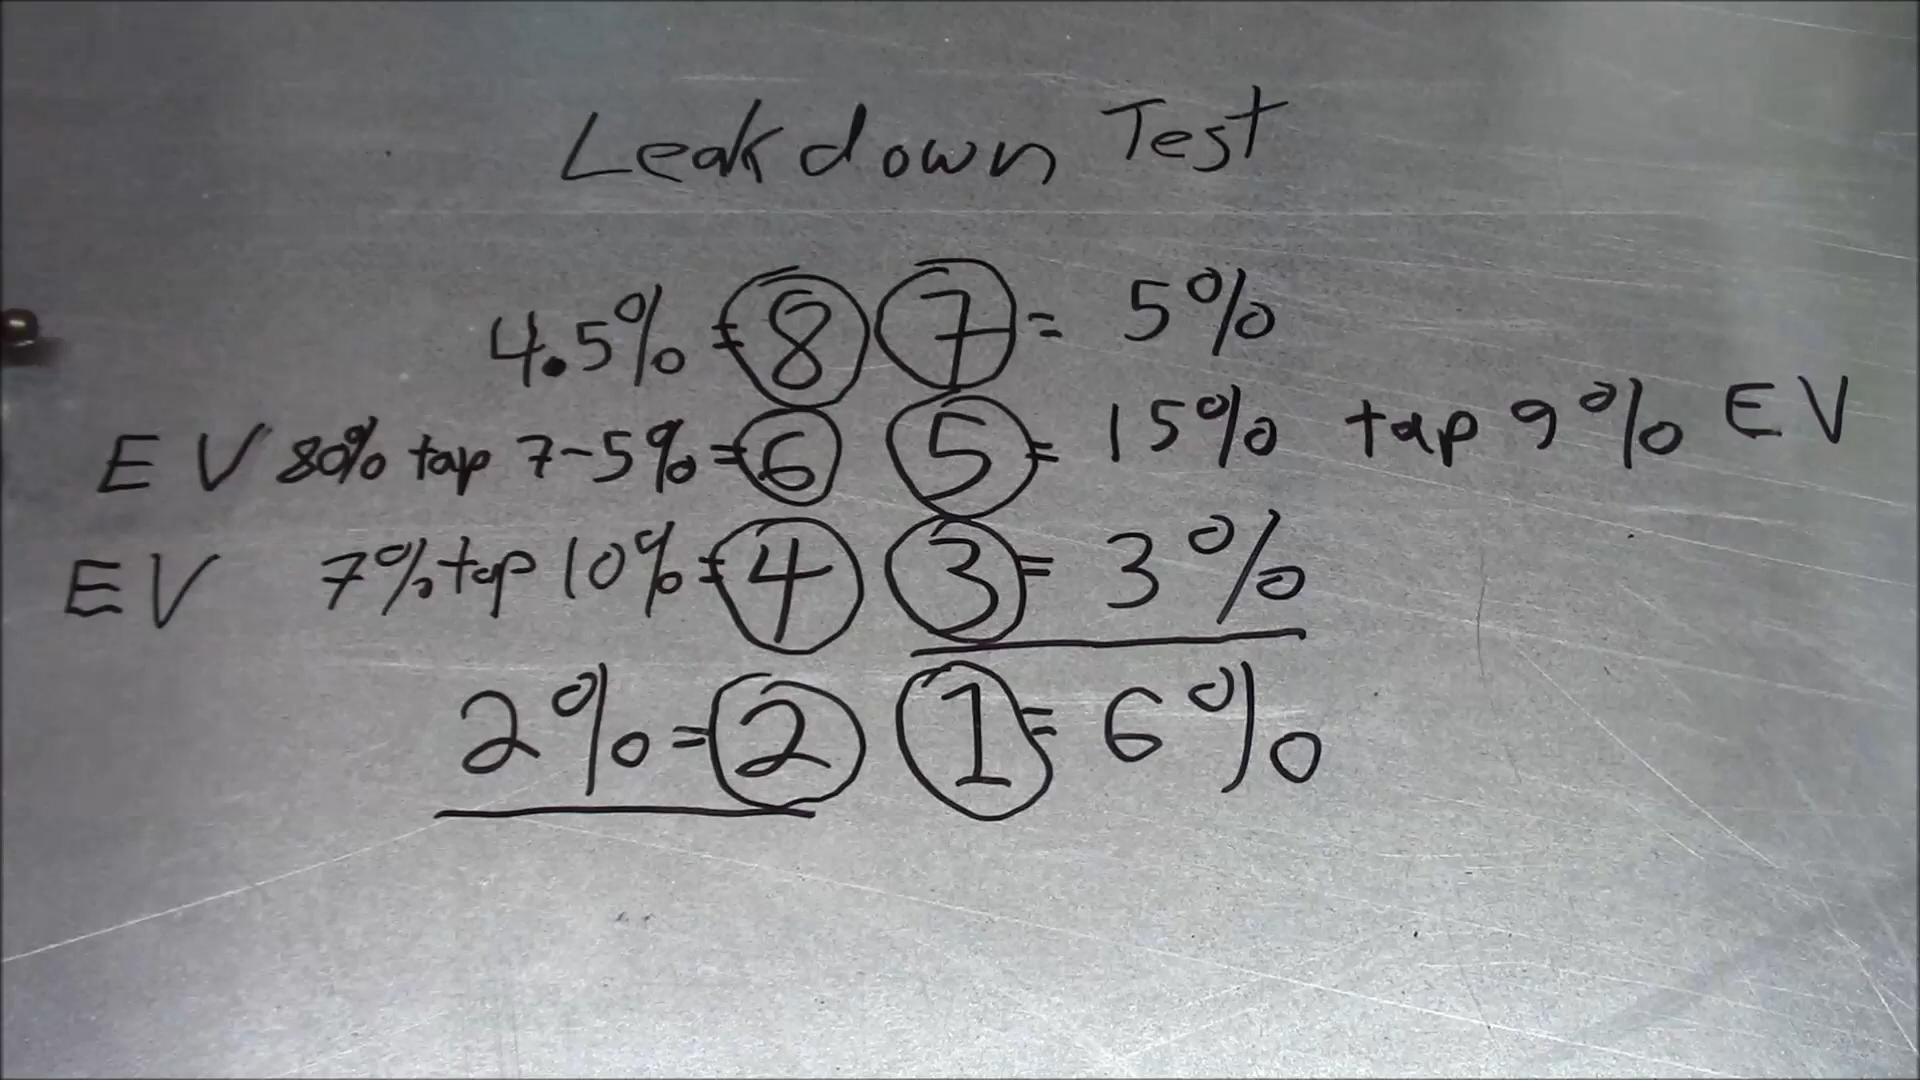 Leakdown Test
4.5% = 8 7 = 5%
EV 80% tap 7-5% = 6 5 = 15% tap 9% EV
EV 7% tap 10% = 4 3 = 3%
2% = 2 1 = 6%